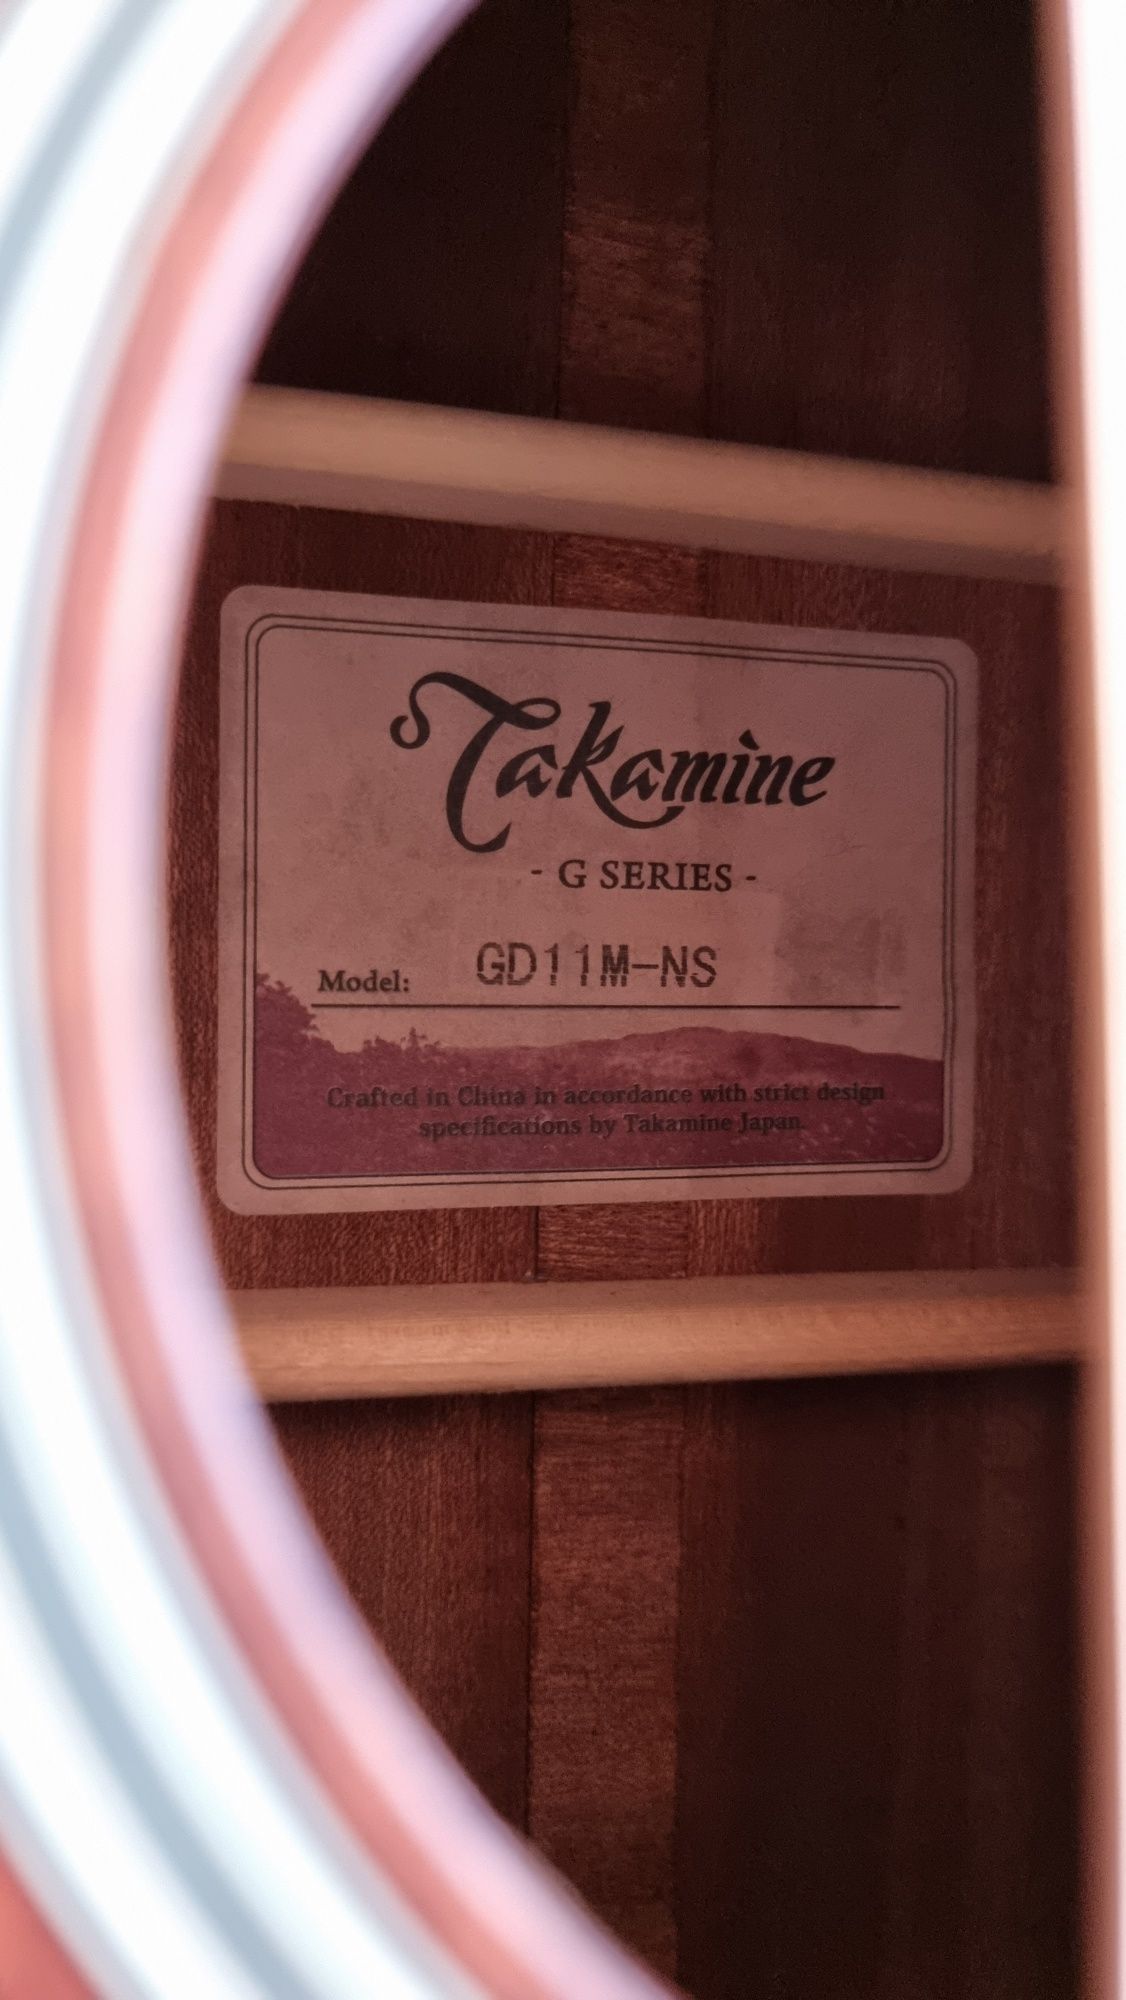 Takamine
- G SERIES -
Model: GD11M-NS
Crafted in China in accordance with strict design
specifications by Takamine Japan.